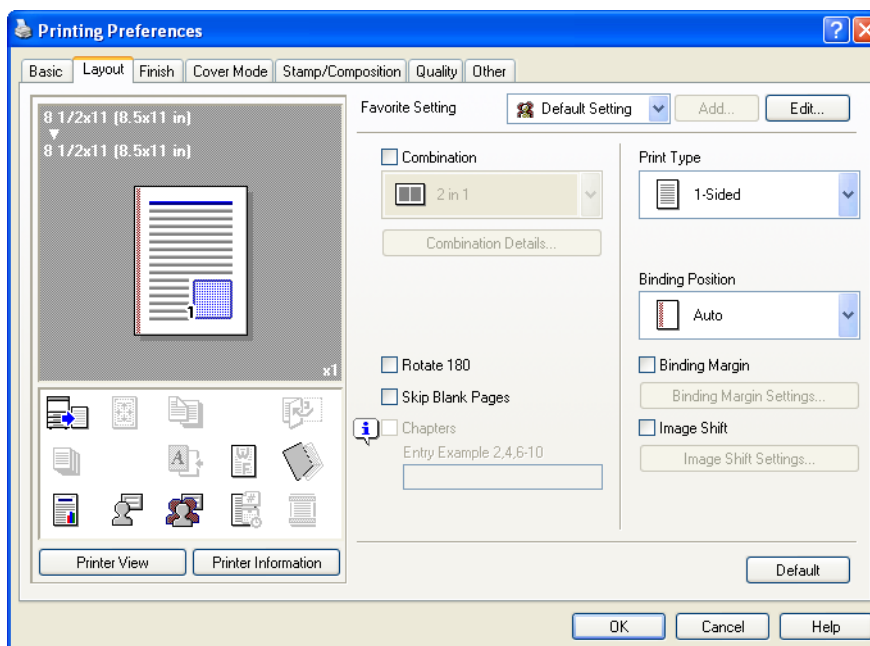 Printing Preferences
Basic Layout Finish Cover Mode Stamp/Composition Quality Other
8 1/2x11 (8.5x11 in)
8 1/2x11 (8.5x11 in)
1
x1
Printer View Printer Information
Favorite Setting Default Setting Add... Edit...
Combination
2 in 1
Combination Details...
Rotate 180
Skip Blank Pages
Chapters
Entry Example 2,4,6-10
Print Type
1-Sided
Binding Position
Auto
Binding Margin
Binding Margin Settings...
Image Shift
Image Shift Settings...
Default
OK Cancel Help